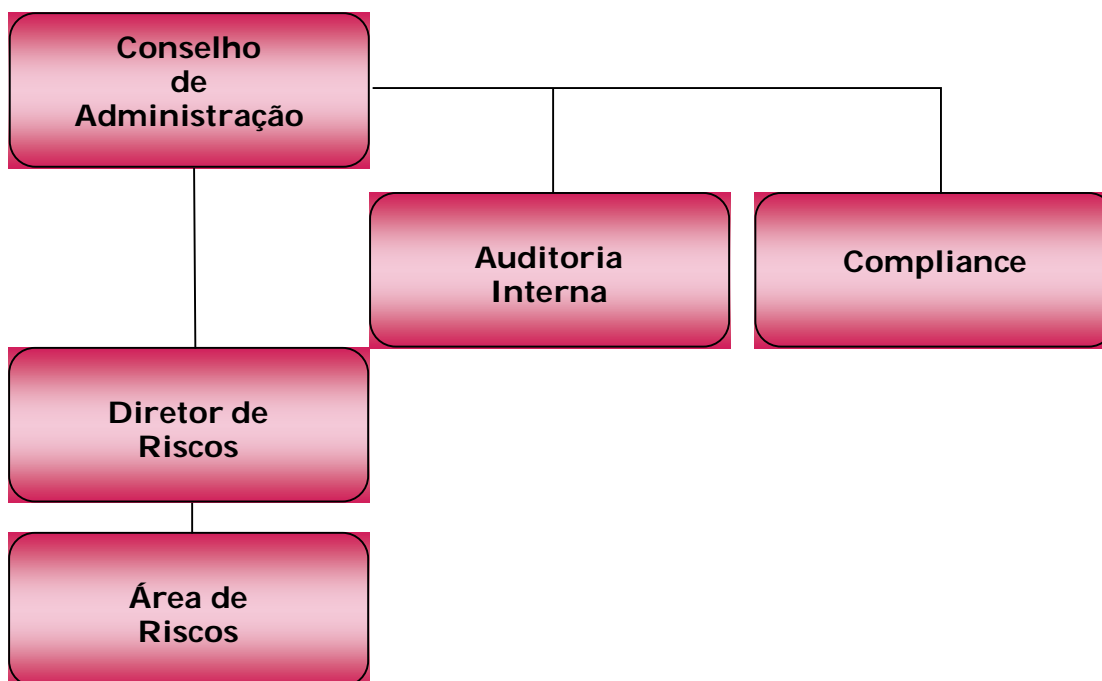 Conselho
de
Administração
Auditoria
Interna
Compliance
Diretor de
Riscos
Área de
Riscos